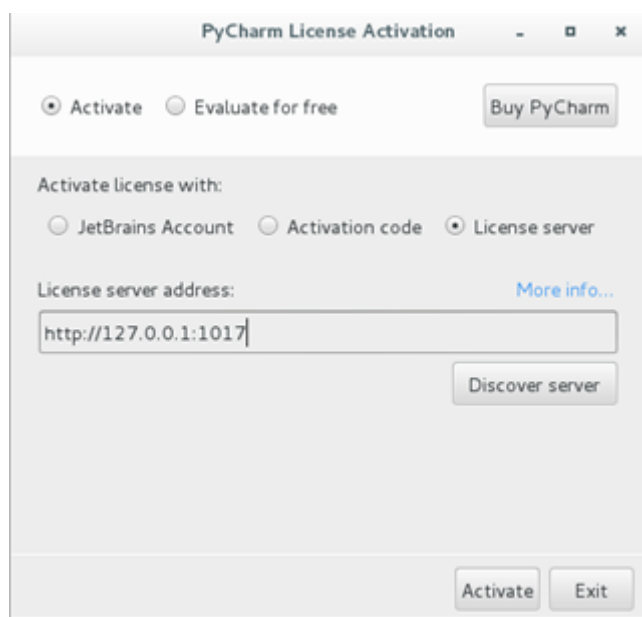 PyCharm License Activation
Activate Evaluate for free Buy PyCharm
Activate license with:
JetBrains Account Activation code License server
License server address: More info...
http://127.0.0.1:1017
Discover server
Activate Exit